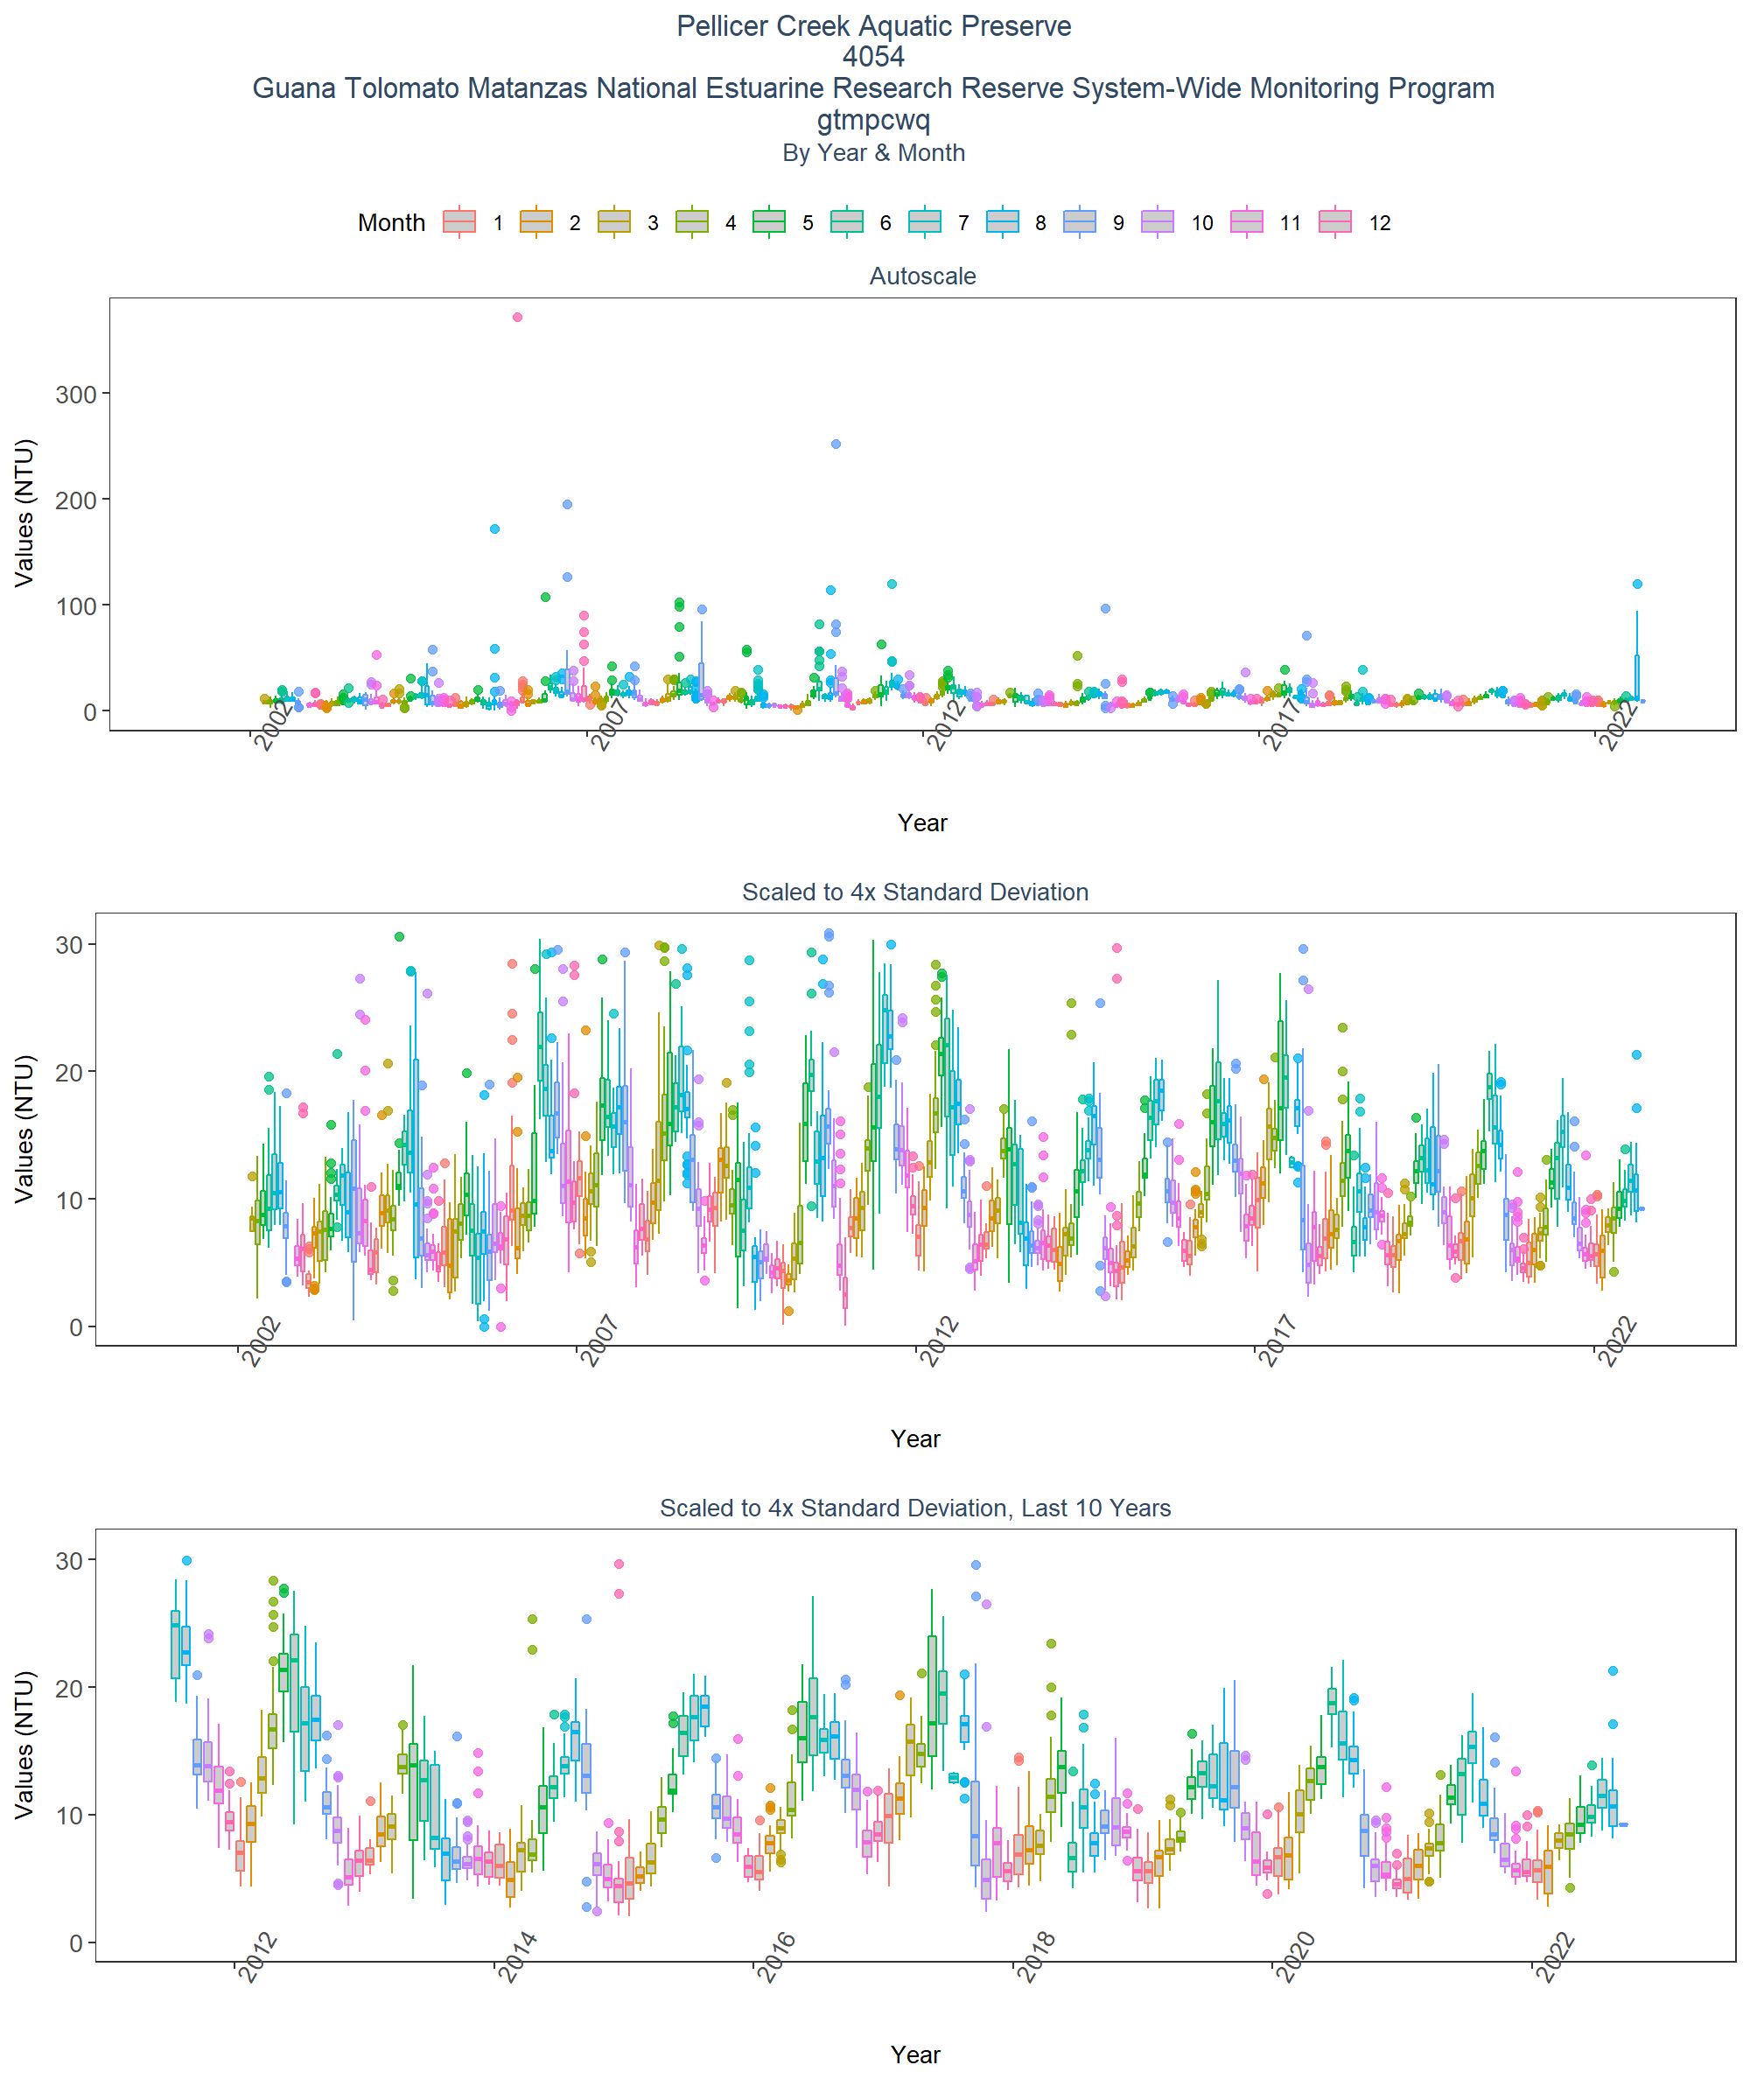 Pellicer Creek Aquatic Preserve
4054
Guana Tolomato Matanzas National Estuarine Research Reserve System-Wide Monitoring Program
gtmpcwq
By Year & Month
Month 1 2 3 4 5 6 7 8 9 10 11 12
Autoscale
Values (NTU)
300
200
100
0
2002 2007 2012 2017 2022
Year
Scaled to 4x Standard Deviation
Values (NTU)
30
20
10
0
2002 2007 2012 2017 2022
Year
Scaled to 4x Standard Deviation, Last 10 Years
Values (NTU)
30
20
10
0
2012 2014 2016 2018 2020 2022
Year